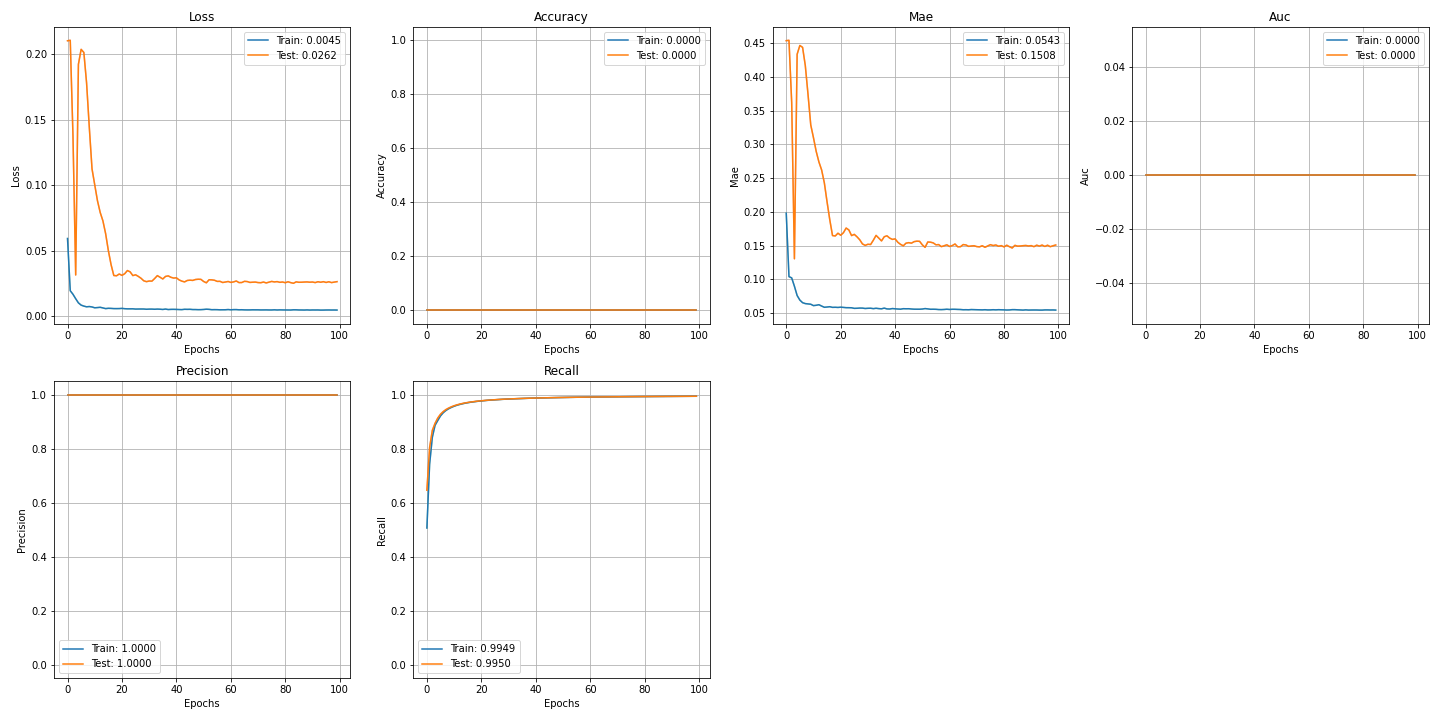 Loss
Train: 0.0045
Test: 0.0262
0.20
0.15
0.10
0.05
0.00
Loss
0 20 40 60 80 100
Epochs
Accuracy
Train: 0.0000
Test: 0.0000
1.0
0.8
0.6
0.4
0.2
0.0
Accuracy
0 20 40 60 80 100
Epochs
Mae
Train: 0.0543
Test: 0.1508
0.45
0.40
0.35
0.30
0.25
0.20
0.15
0.10
0.05
Mae
0 20 40 60 80 100
Epochs
Auc
Train: 0.0000
Test: 0.0000
0.04
0.02
0.00
−0.02
−0.04
Auc
0 20 40 60 80 100
Epochs
Precision
1.0
0.8
0.6
0.4
0.2
0.0
Precision
Train: 1.0000
Test: 1.0000
0 20 40 60 80 100
Epochs
Recall
1.0
0.8
0.6
0.4
0.2
0.0
Recall
Train: 0.9949
Test: 0.9950
0 20 40 60 80 100
Epochs